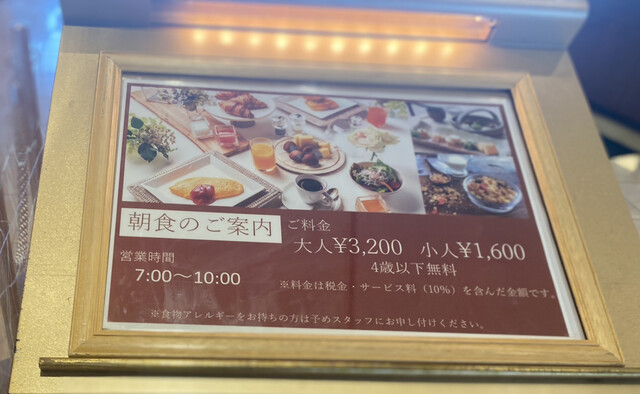 朝食のご案内
営業時間
7:00〜10:00
ご料金
大人¥3,200 小人¥1,600
4歳以下無料
※料金は税金・サービス料（10%）を含んだ金額です。
※食物アレルギーをお持ちの方は予めスタッフにお申し付けください。